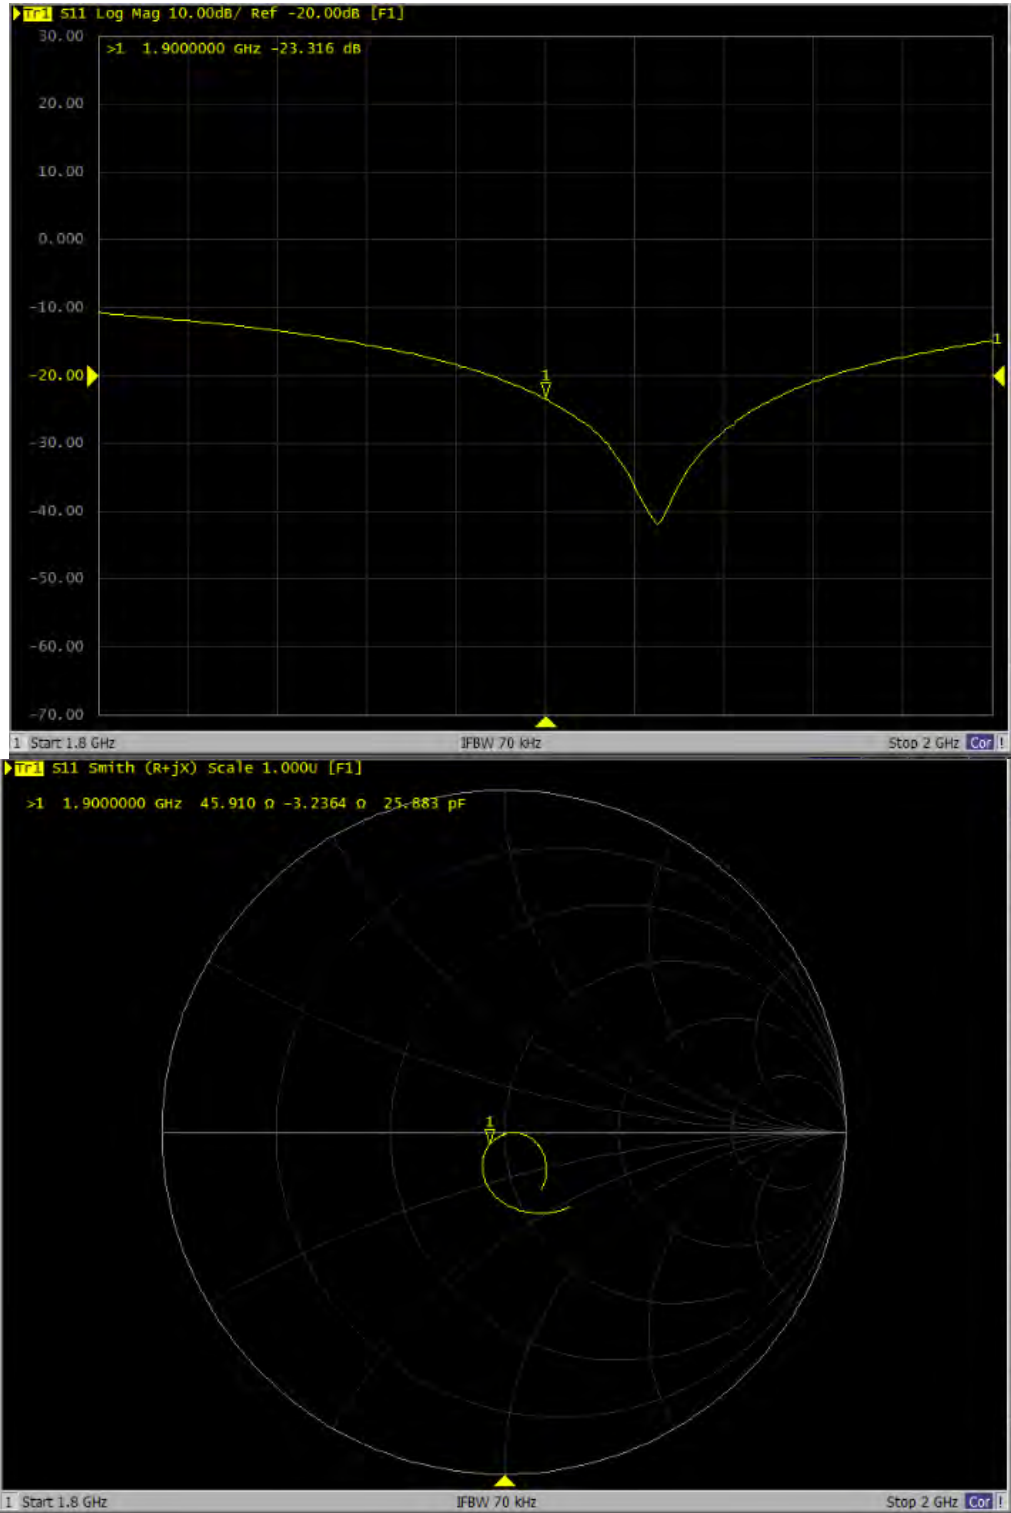 Tr1 S11 Log Mag 10.00dB/ Ref -20.00dB [F1]
30.00
>1 1.9000000 GHz -23.316 dB
20.00
10.00
0.000
-10.00
1
1
-20.00
-30.00
-40.00
-50.00
-60.00
-70.00
1 Start 1.8 GHz IFBW 70 kHz Stop 2 GHz Cor !
Tr1 S11 Smith (R+jX) Scale 1.000U [F1]
>1 1.9000000 GHz 45.910 Ω -3.2364 Ω 25.883 pF
1
1 Start 1.8 GHz IFBW 70 kHz Stop 2 GHz Cor !